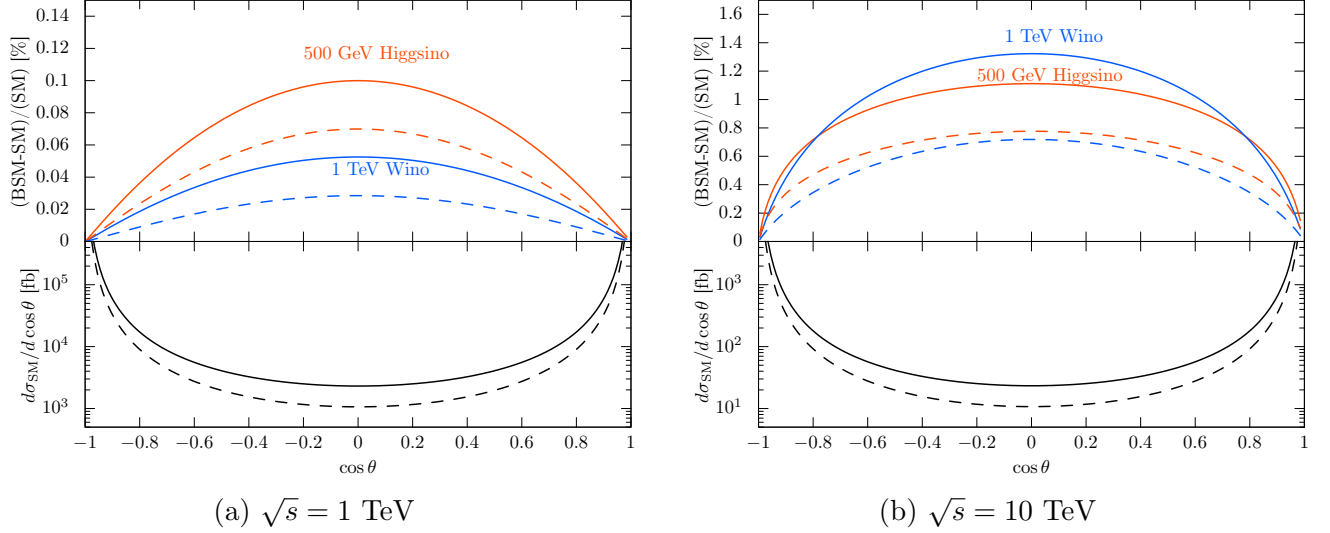 (BSM-SM)/(SM) [%]
0.14
0.12
0.1
0.08
0.06
0.04
0.02
0
500 GeV Higgsino
1 TeV Wino
dσ_SM/d cos θ [fb]
10^5
10^4
10^3
−1 −0.8 −0.6 −0.4 −0.2 0 0.2 0.4 0.6 0.8 1
cos θ
(a) √s = 1 TeV
(BSM-SM)/(SM) [%]
1.6
1.4
1.2
1
0.8
0.6
0.4
0.2
0
1 TeV Wino
500 GeV Higgsino
dσ_SM/d cos θ [fb]
10^3
10^2
10^1
−1 −0.8 −0.6 −0.4 −0.2 0 0.2 0.4 0.6 0.8 1
cos θ
(b) √s = 10 TeV